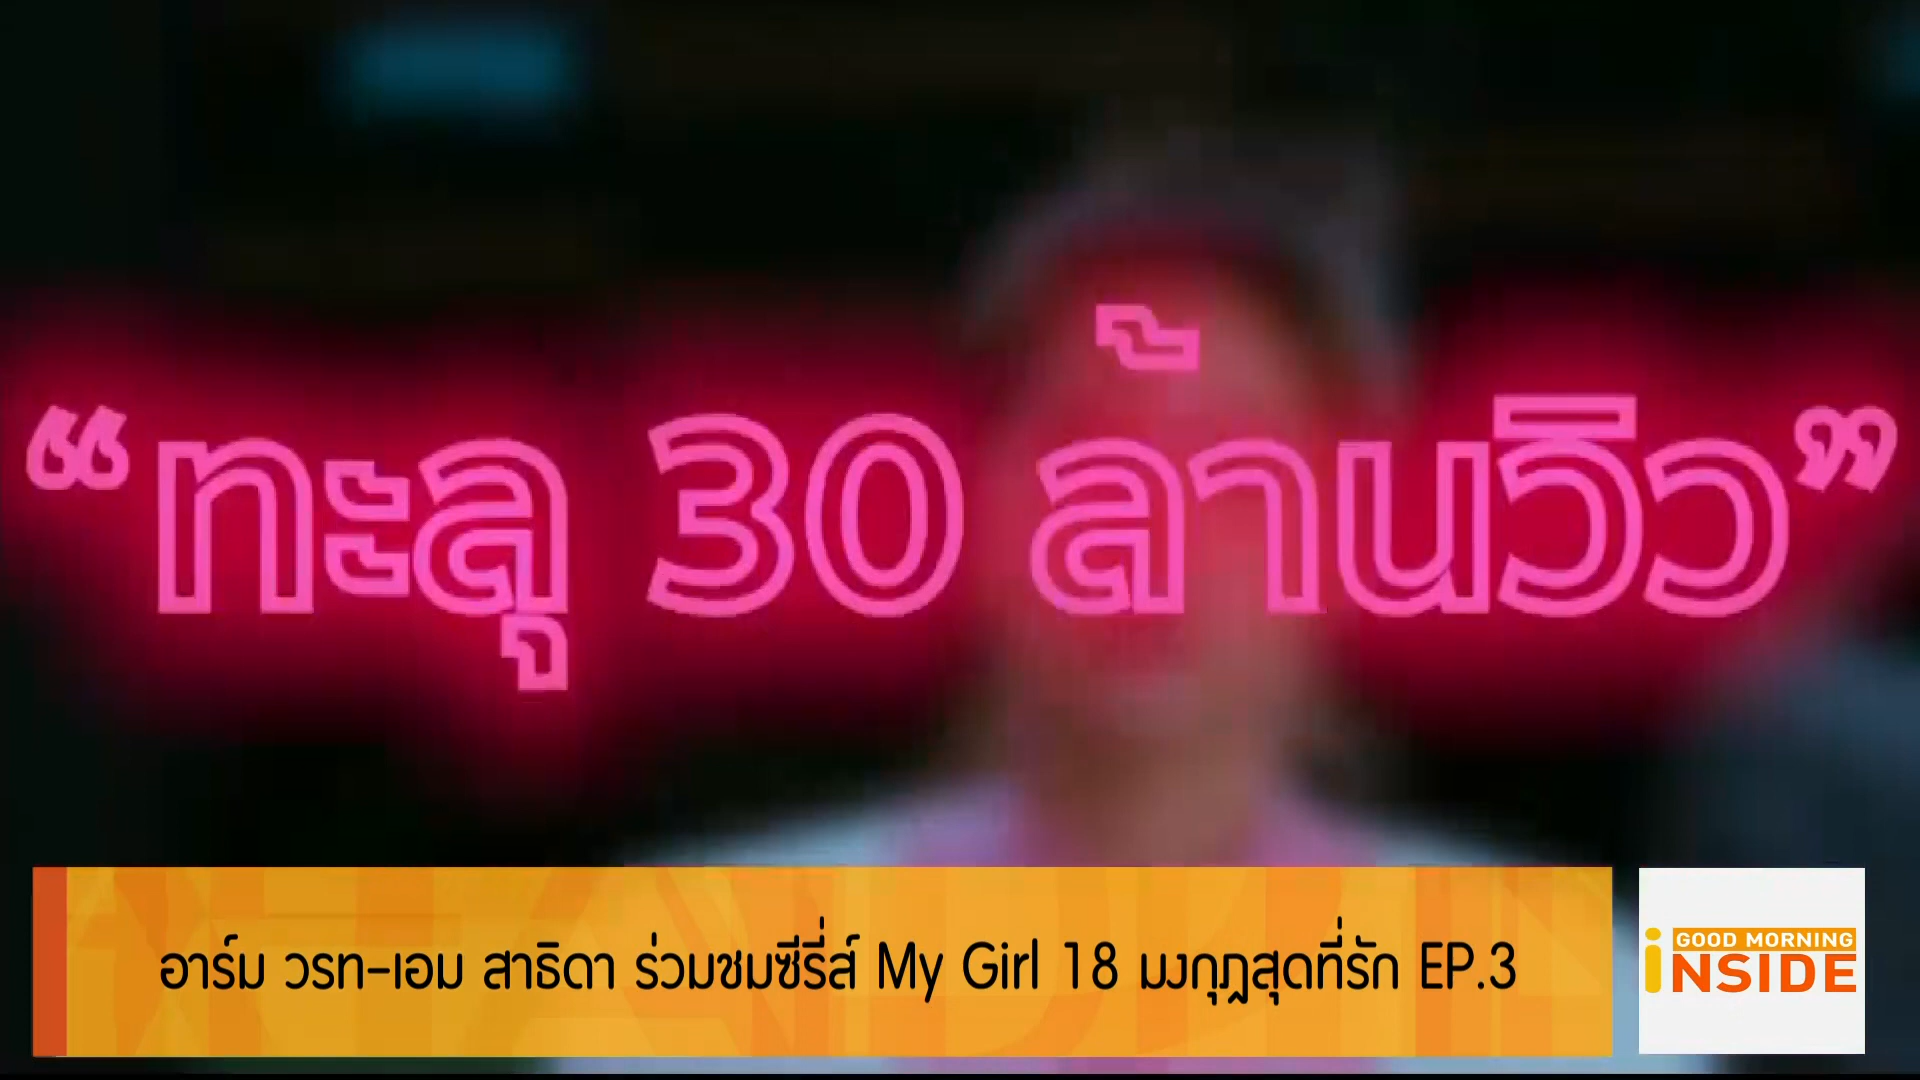 “ทะลุ 30 ล้านวิว”
อาร์ม วรท-เอม สาธิดา ร่วมชมซีรี่ส์ My Girl 18 มงกุฎสุดที่รัก EP.3
GOOD MORNING
iNSIDE